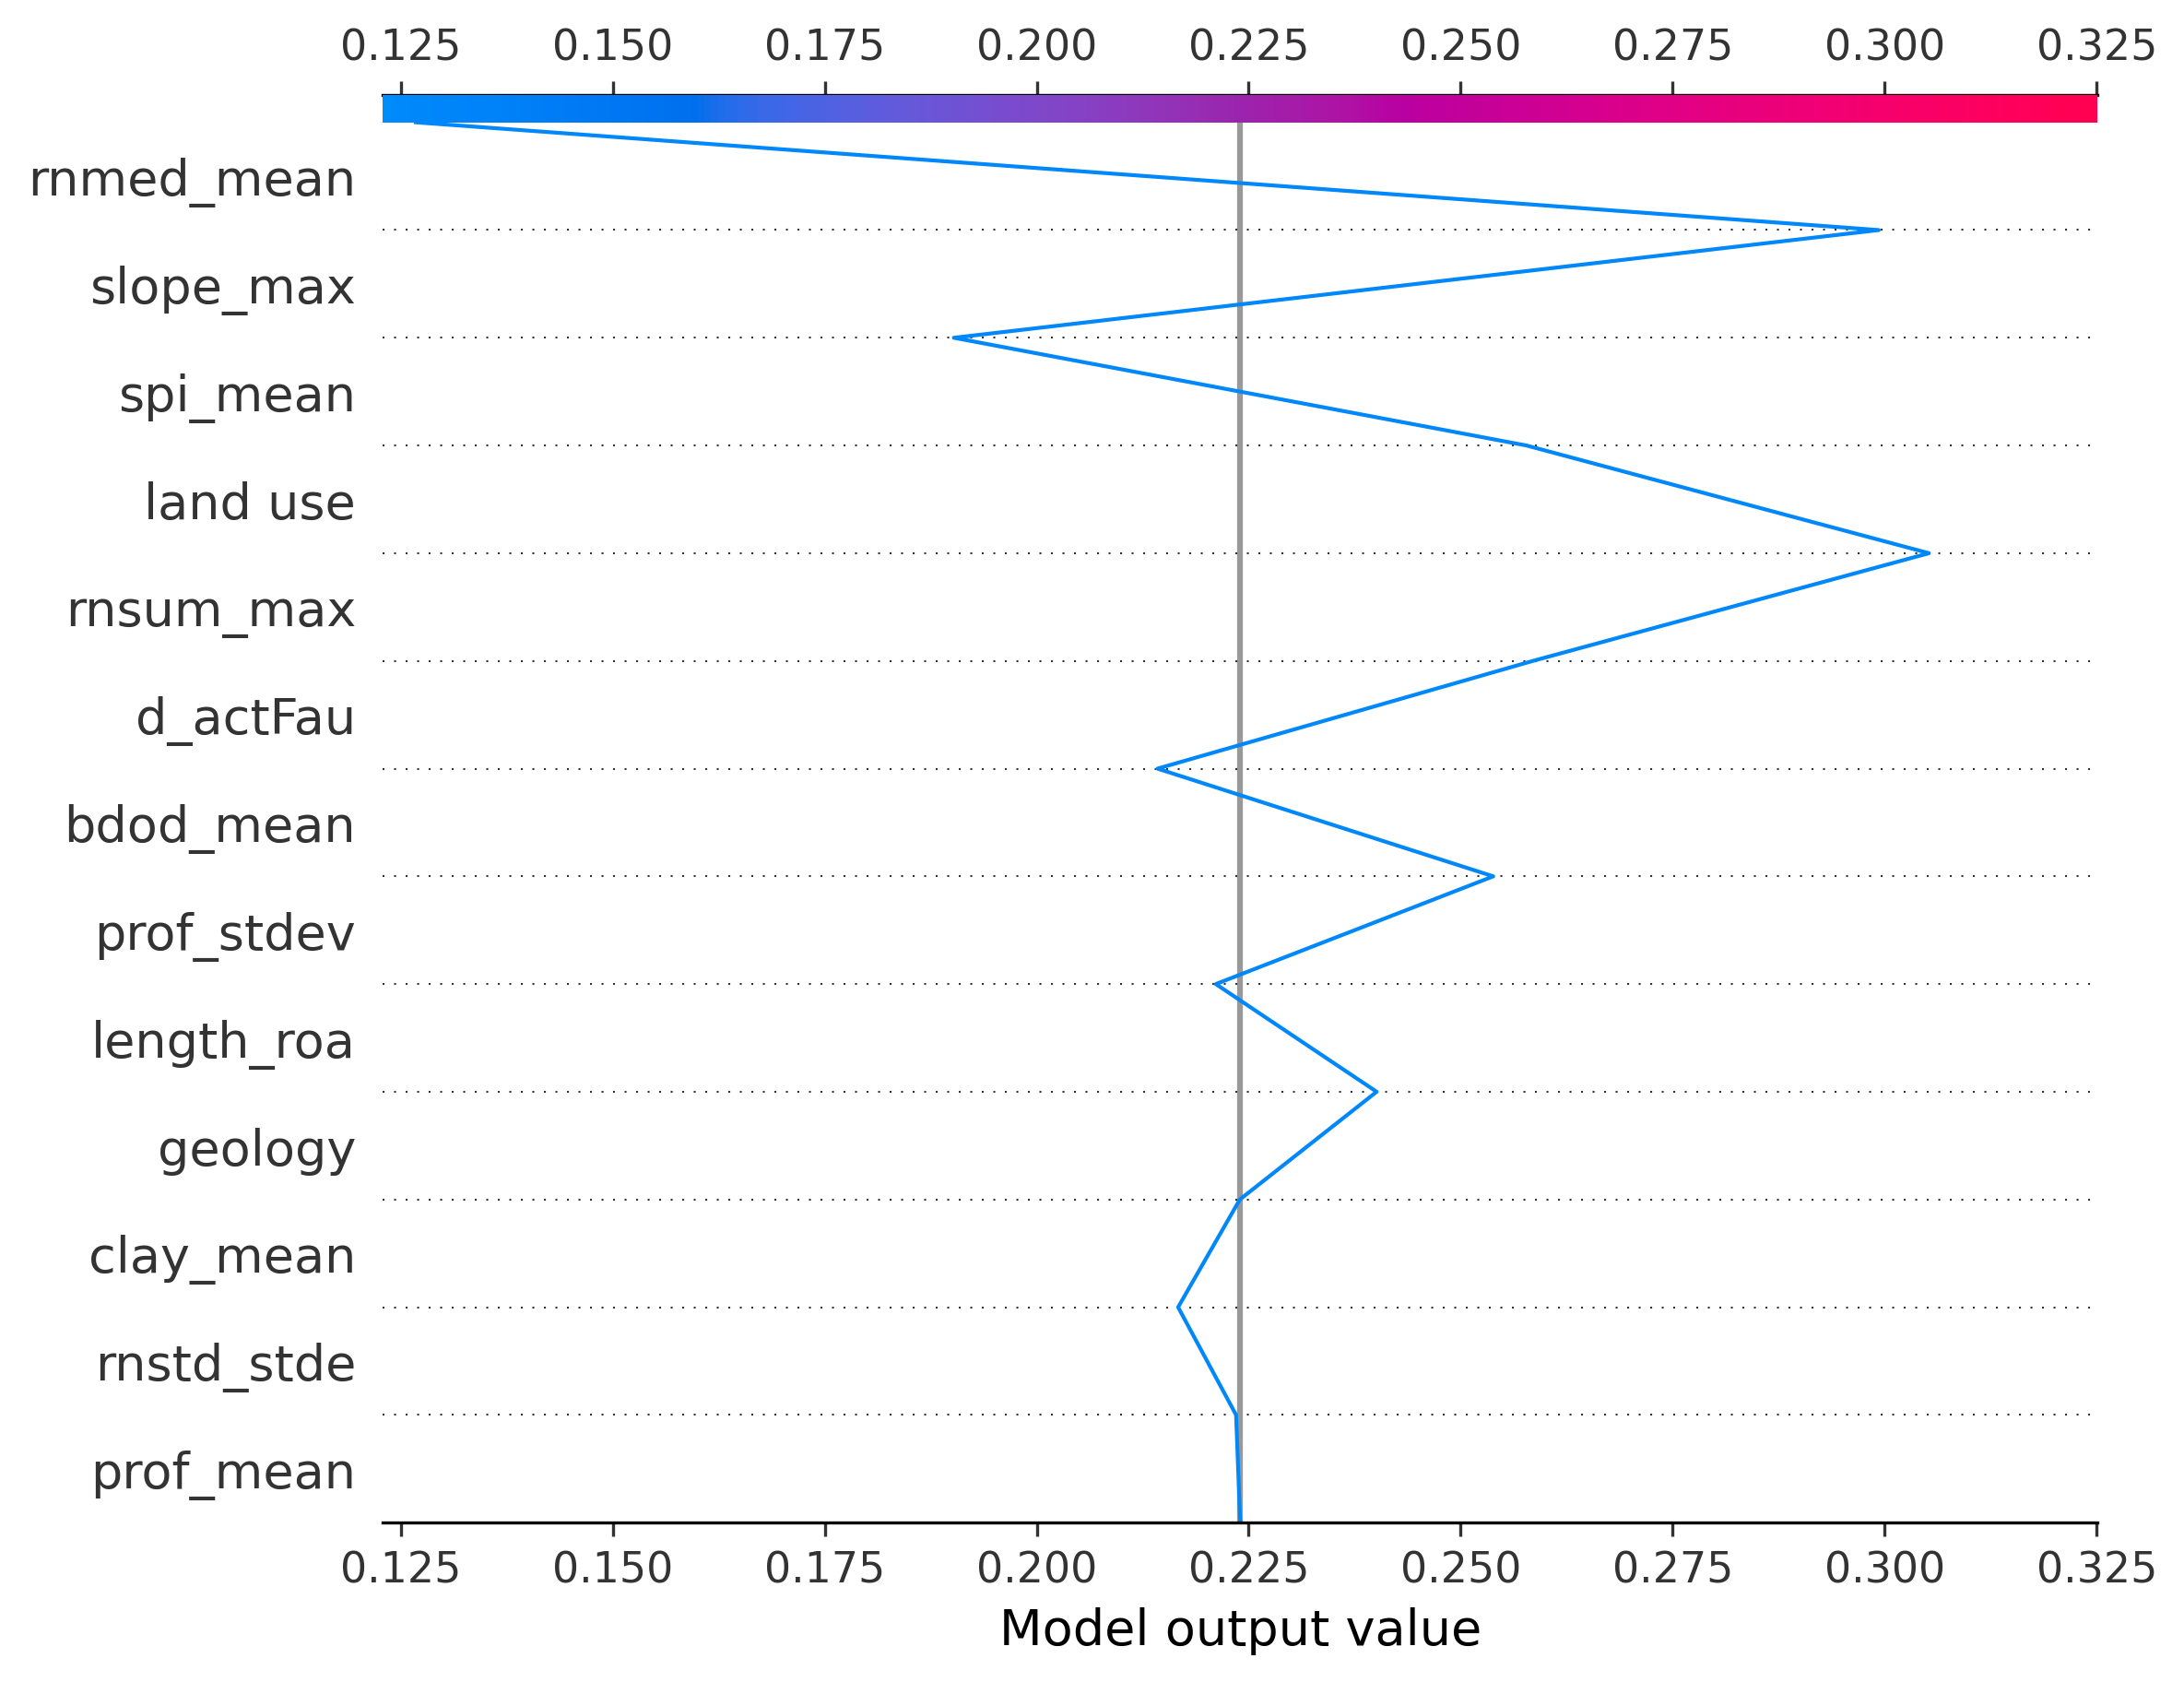 0.125 0.150 0.175 0.200 0.225 0.250 0.275 0.300 0.325
rnmed_mean
slope_max
spi_mean
land use
rnsum_max
d_actFau
bdod_mean
prof_stdev
length_roa
geology
clay_mean
rnstd_stde
prof_mean
0.125 0.150 0.175 0.200 0.225 0.250 0.275 0.300 0.325
Model output value